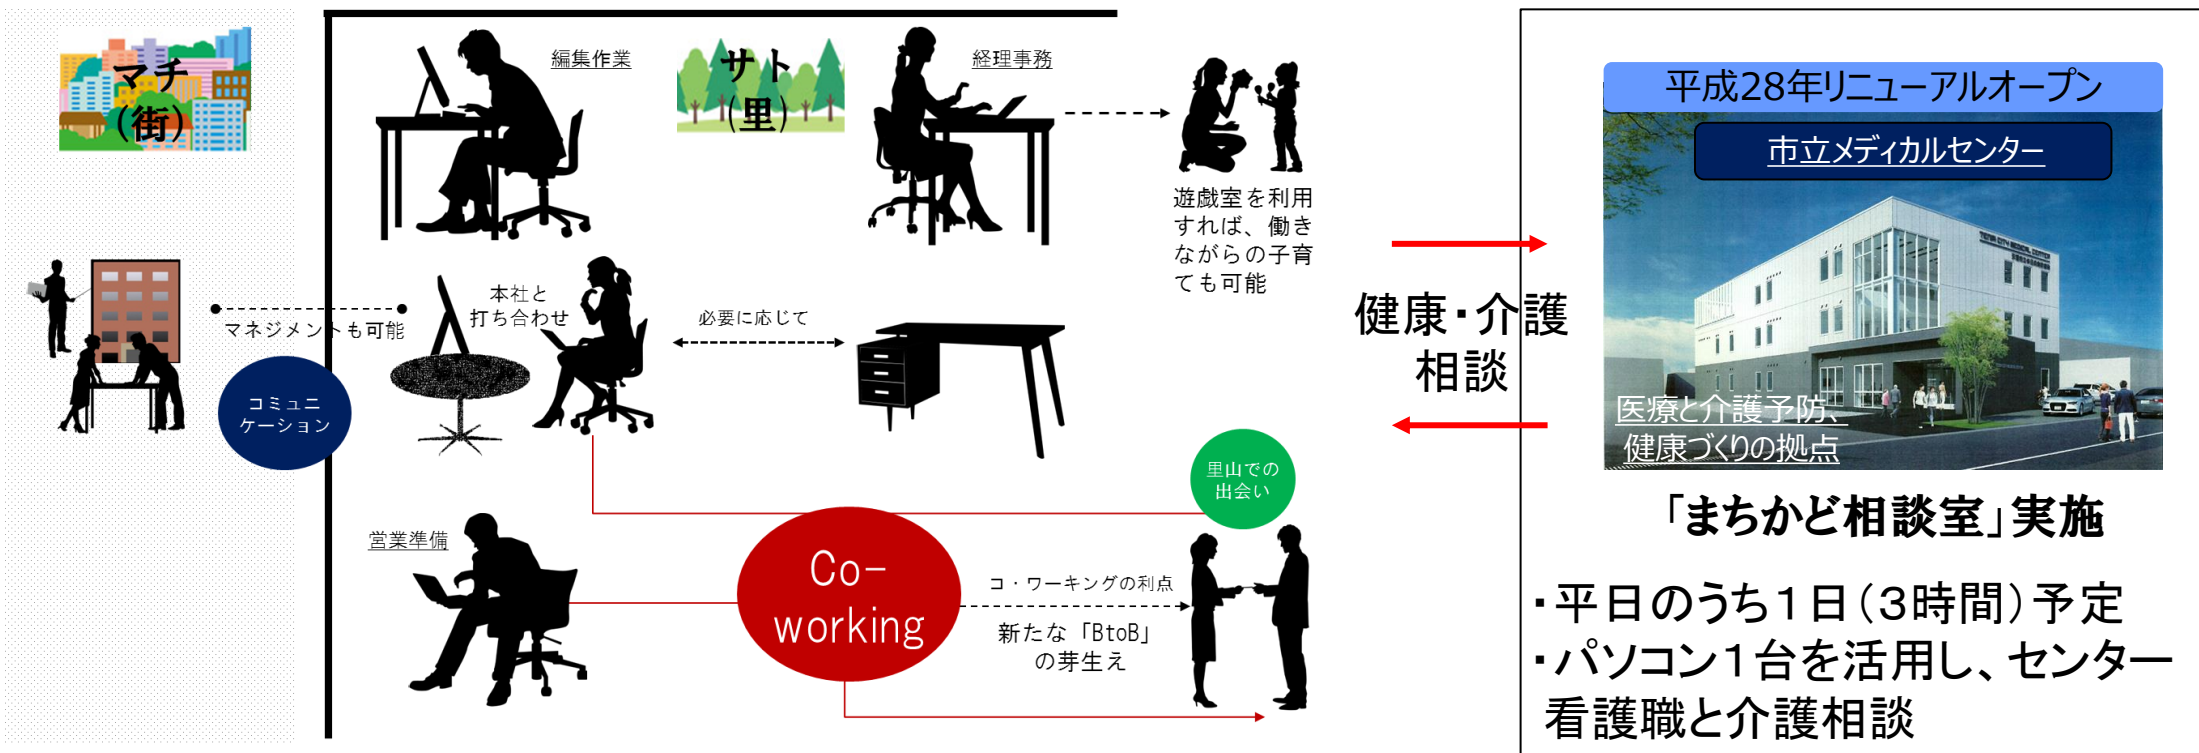 マチ
(街)
編集作業
サト
(里)
経理事務
遊戯室を利用
すれば、働き
ながらの子育
ても可能
本社と
打ち合わせ
マネジメントも可能
必要に応じて
コミュニ
ケーション
里山での
出会い
営業準備
Co-
working
コ・ワーキングの利点
新たな「BtoB」
の芽生え
健康・介護
相談
平成28年リニューアルオープン
市立メディカルセンター
TENRI CITY MEDICAL CENTER
医療と介護予防、
健康づくりの拠点
「まちかど相談室」実施
・平日のうち1日(3時間)予定
・パソコン1台を活用し、センター
看護職と介護相談